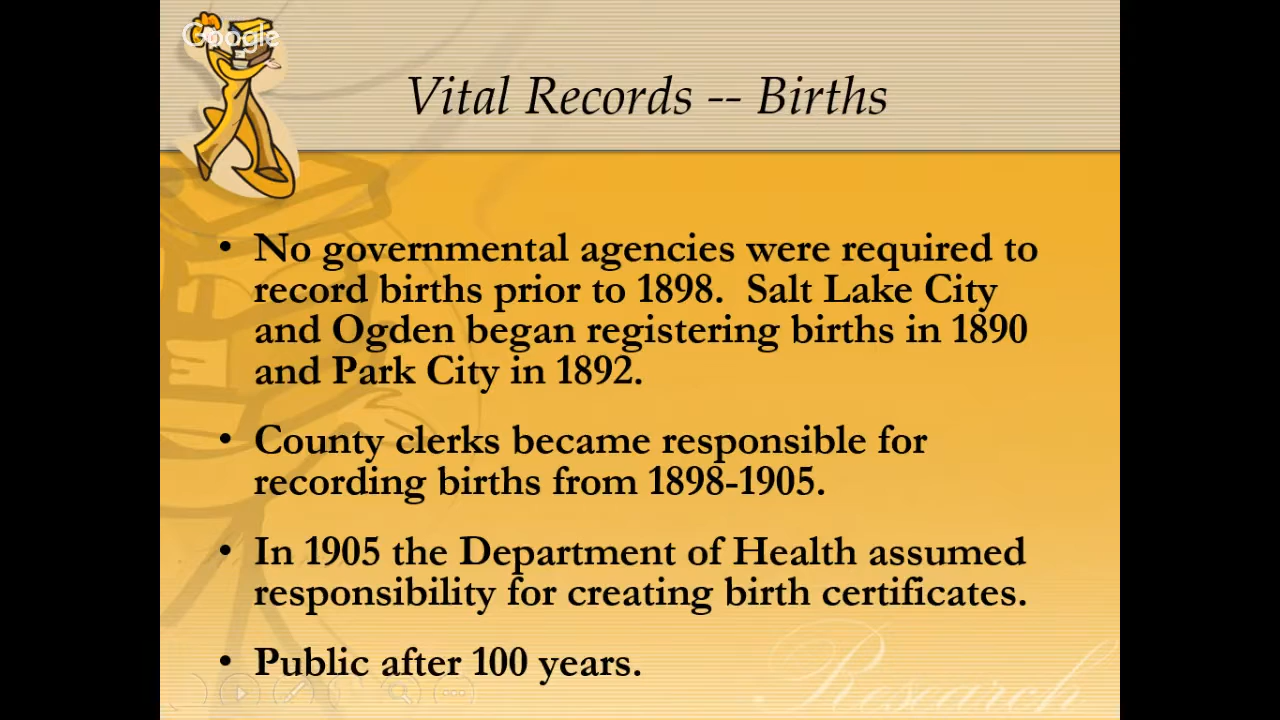 Google
Vital Records -- Births
• No governmental agencies were required to
record births prior to 1898.  Salt Lake City
and Ogden began registering births in 1890
and Park City in 1892.
• County clerks became responsible for
recording births from 1898-1905.
• In 1905 the Department of Health assumed
responsibility for creating birth certificates.
• Public after 100 years.
Research